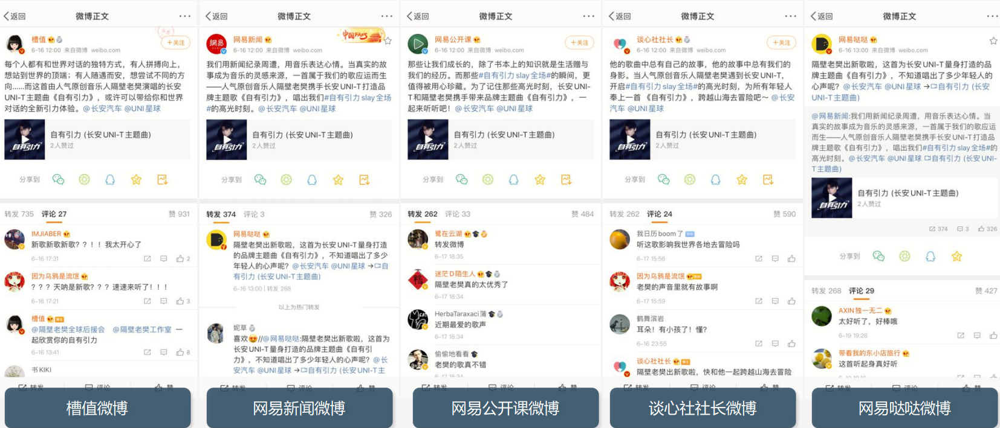 返回
微博正文
槽值
+关注
6-16 12:00 来自微博 weibo.com
每个人都有和世界对话的独特方式，有人拼搏向上，
想站到世界的顶端；有人随遇而安，想尝试不同的方
向......而这首由人气原创音乐人隔壁老樊演唱的长安
UNI-T主题曲《自有引力》，或许可以带给你和世界
对话的全新引力体验。@长安汽车 @UNI星球
自有引力
自有引力 (长安UNI-T主题曲)
2人赞过
分享到
转发 735 评论 27 赞 931
IMJIABER
新歌新歌新歌？？！！我太开心了
6-16 17:31 2
因为乌鸦是流氓
？？？天呐是新歌？？？速速来听了！！！
6-16 17:21 3
槽值 博主
@隔壁老樊全球后援会 @隔壁老樊工作室 一
起欣赏你的自有引力
6-16 13:41 8
书KIKI
转发 评论 赞
槽值微博
返回
微博正文
网易新闻
中国FANS
6-16 12:00 来自微博 weibo.com
我们用新闻纪录周遭，用音乐表达心情。当真实的故
事成为音乐的灵感来源，一首属于我们的歌应运而生
——人气原创音乐人隔壁老樊携手长安UNI-T打造品
牌主题歌《自有引力》，唱出我们#自有引力slay全场
#的高光时刻。@长安汽车 @UNI星球
自有引力
自有引力 (长安UNI-T主题曲)
2人赞过
分享到
转发 374 评论 3 赞 326
网易哒哒
隔壁老樊出新歌啦，这首为长安UNI-T量身打造
的品牌主题曲《自有引力》，不知道唱出了多少
年轻人的心声呢？@长安汽车 @UNI星球 →自
有引力 (长安UNI-T主题曲)
6-16 13:00 | 转发 268
以上为热门转发
妮草
喜欢//@网易哒哒:隔壁老樊出新歌啦，这首为
长安UNI-T量身打造的品牌主题曲《自有引
力》，不知道唱出了多少年轻人的心声呢？@长
安汽车 @UNI星球 →自有引力 (长安UNI-T主
转发 评论 赞
网易新闻微博
返回
微博正文
网易公开课
+关注
6-16 12:00 来自微博 weibo.com
那些让我们成长的，除了书本上的知识就是生活赠与
我们的经历。而那些#自有引力slay全场#的瞬间，更
值得被用心珍藏。为了记住那些高光时刻，长安UNI-
T和隔壁老樊携手带来品牌主题曲《自有引力》，一
起来听听吧！@长安汽车 @UNI星球
自有引力
自有引力 (长安UNI-T主题曲)
2人赞过
分享到
转发 262 评论 33 赞 484
鹭在云湖
转发微博
6-17 18:35
迷茫D陌生人
隔壁老樊真的太优秀了
6-17 18:34
HerbaTaraxaci蒲
近期最爱的歌声
6-17 18:34
偷偷地看看
老樊的歌真不错
6-17 18:34
转发 评论 赞
网易公开课微博
返回
微博正文
谈心社社长
+关注
6-16 12:00 来自微博 weibo.com
他的歌曲中总有自己的故事，他的故事中总有我们的
身影。当人气原创音乐人隔壁老樊遇到长安UNI-T，
开启#自有引力slay全场#的高光时刻，为所有年轻人
奉上一首 《自有引力》，跨越山海去冒险吧～ @长安
汽车 @UNI星球
自有引力
自有引力 (长安UNI-T主题曲)
2人赞过
分享到
转发 262 评论 24 赞 590
我日历boom了
听这歌影响我世界各地去冒险吗
6-17 15:56
因为乌鸦是流氓
老樊的声音里就有故事啊
6-17 15:59
鹤舞滨岩
耳朵！有小孩了！懂？
6-16 23:55
谈心社社长 博主
隔壁老樊出新歌啦，快和他一起跨越山海去冒险
转发 评论 赞
谈心社社长微博
返回
微博正文
网易哒哒
6-16 13:00 来自微博 weibo.com
隔壁老樊出新歌啦，这首为长安UNI-T量身打造的品
牌主题曲《自有引力》，不知道唱出了多少年轻人的
心声呢？@长安汽车 @UNI星球 →自有引力 (长安
UNI-T主题曲)
@网易新闻:我们用新闻纪录周遭，用音乐表达心情。当
真实的故事成为音乐的灵感来源，一首属于我们的歌应运
而生——人气原创音乐人隔壁老樊携手长安UNI-T打造品
牌主题歌《自有引力》，唱出我们#自有引力slay全场#的
高光时刻。@长安汽车 @UNI星球 自有引力 (长安UNI-
T主题曲)
自有引力
自有引力 (长安UNI-T主题曲)
2人赞过
374 3 326
分享到
转发 268 评论 29 赞 427
AXIN独一无二
太好听了，好棒哦
6-19 19:26
带看我的东小店旅行
这首听起身真好听
转发 评论 赞
网易哒哒微博